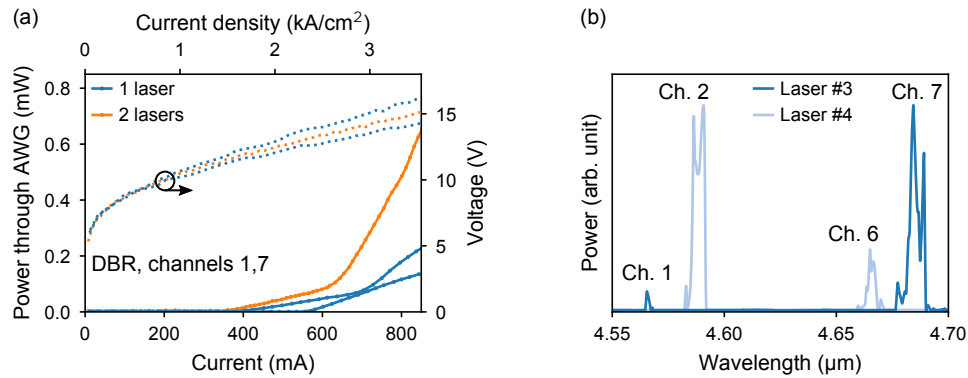 (a)
Current density (kA/cm²)
0 1 2 3
Power through AWG (mW)
0.8
0.6
0.4
0.2
0.0
1 laser
2 lasers
DBR, channels 1,7
15
10
5
0
Voltage (V)
0 200 400 600 800
Current (mA)
(b)
Power (arb. unit)
Laser #3
Laser #4
Ch. 2
Ch. 7
Ch. 6
Ch. 1
4.55 4.60 4.65 4.70
Wavelength (μm)